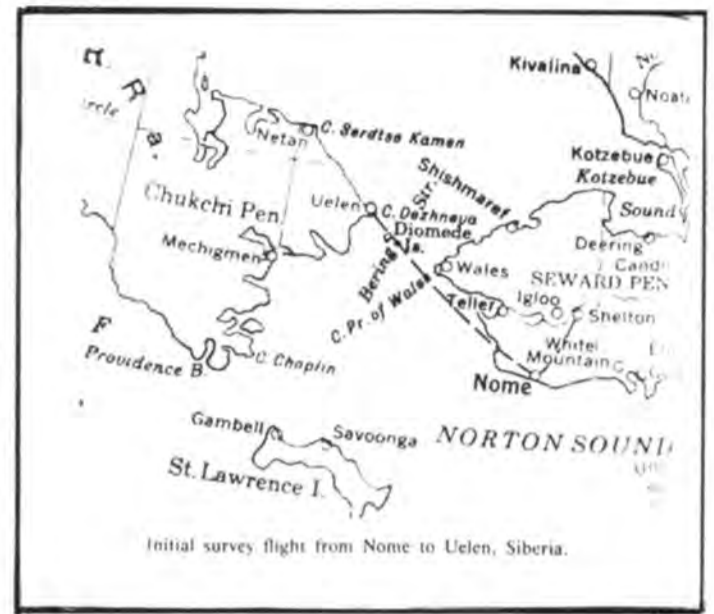 Kivalina
Noat
Netan
C. Serdtse Kamen
Kotzebue
Kotzebue
Sound
Shishmaref
Chukchi Pen.
Uelen
C. Dezhneva
Str.
Diomede
Is.
Bering
Deering
Candl
Mechigmen
Wales
SEWARD PEN
C. Pr. of Wales
Teller
Igloo
Shelton
White
Mountain
F
Providence B.
C. Chaplin
Nome
Gambell
Savoonga
NORTON SOUND
St. Lawrence I.
Initial survey flight from Nome to Uelen, Siberia.